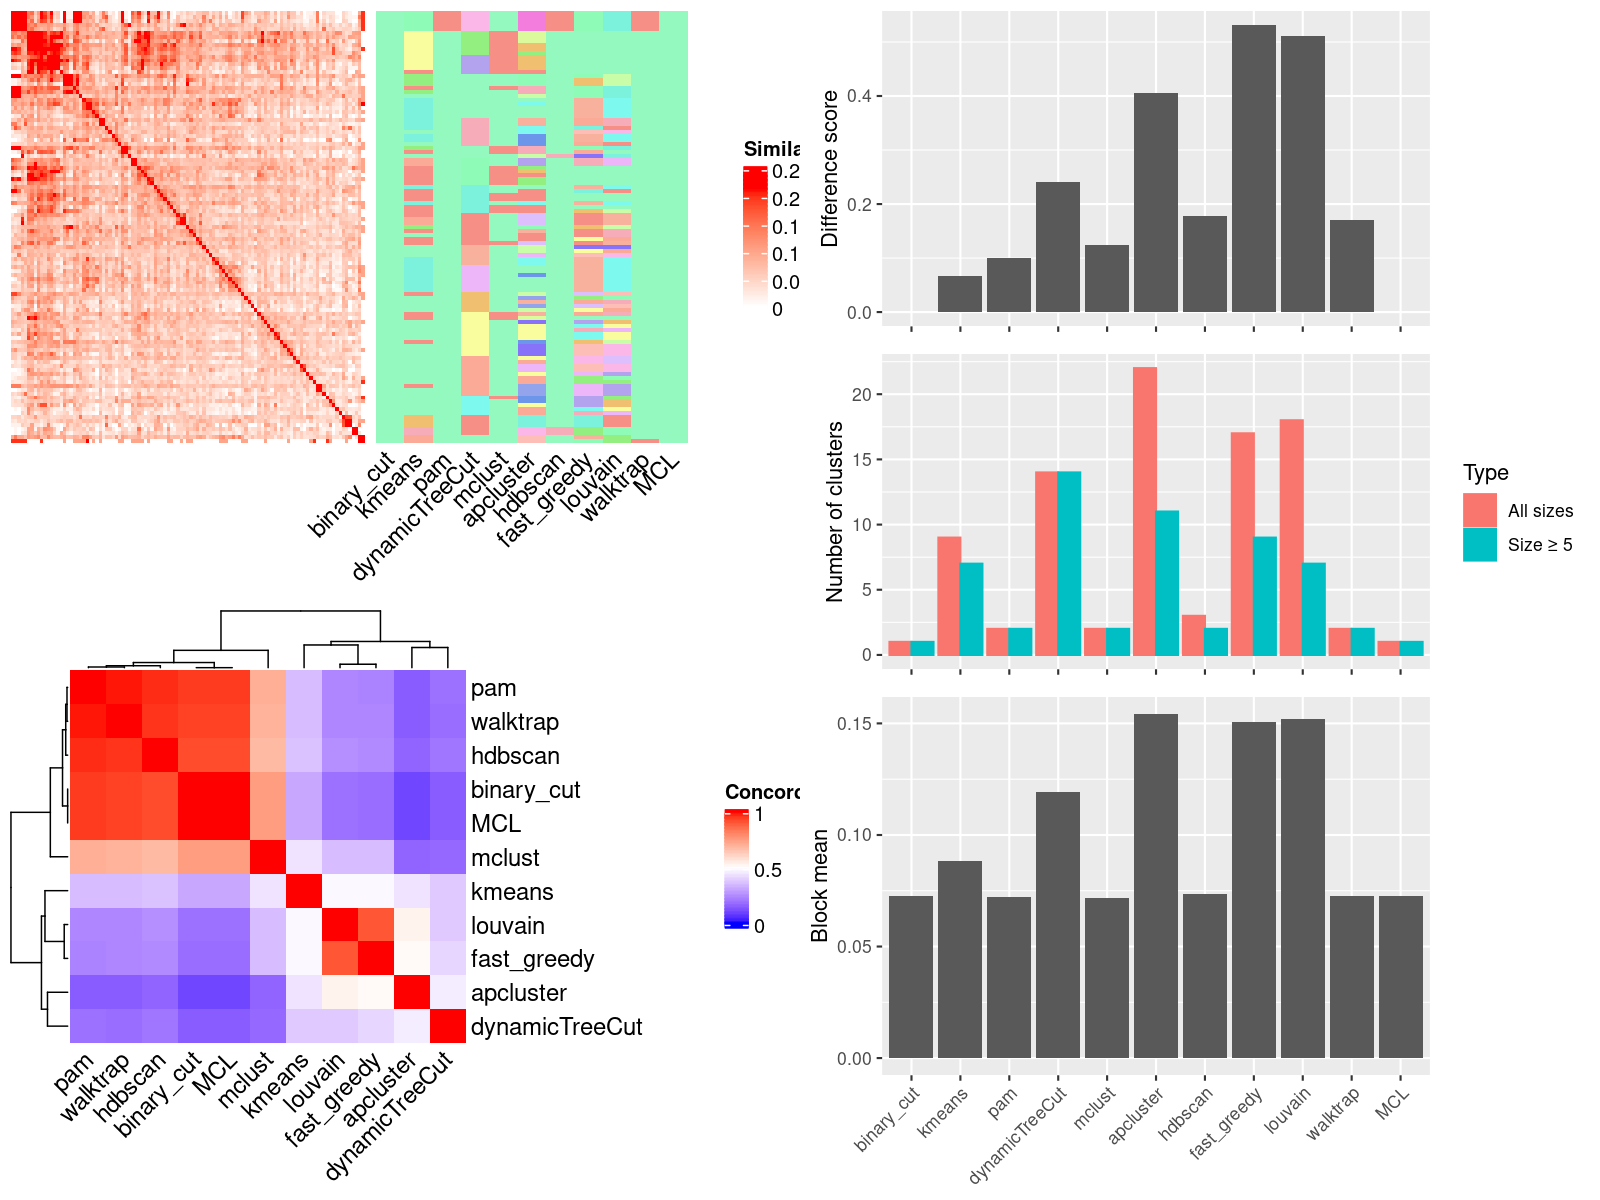 Simila
0.2
0.2
0.1
0.1
0.0
0
binary_cut
kmeans
pam
dynamicTreeCut
mclust
apcluster
hdbscan
fast_greedy
louvain
walktrap
MCL
pam
walktrap
hdbscan
binary_cut
MCL
mclust
kmeans
louvain
fast_greedy
apcluster
dynamicTreeCut
pam
walktrap
hdbscan
binary_cut
MCL
mclust
kmeans
louvain
fast_greedy
apcluster
dynamicTreeCut
Concord
1
0.5
0
Difference score
0.4
0.2
0.0
Number of clusters
20
15
10
5
0
Type
All sizes
Size ≥ 5
Block mean
0.15
0.10
0.05
0.00
binary_cut
kmeans
pam
dynamicTreeCut
mclust
apcluster
hdbscan
fast_greedy
louvain
walktrap
MCL